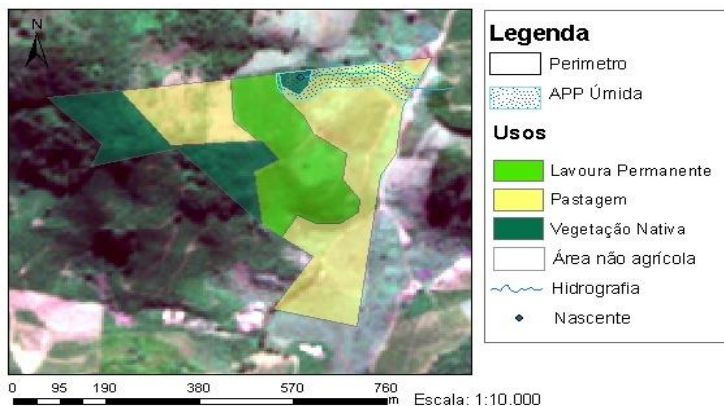 N
Legenda
Perimetro
APP Úmida
Usos
Lavoura Permanente
Pastagem
Vegetação Nativa
Área não agrícola
Hidrografia
Nascente
0 95 190 380 570 760
m
Escala: 1:10.000